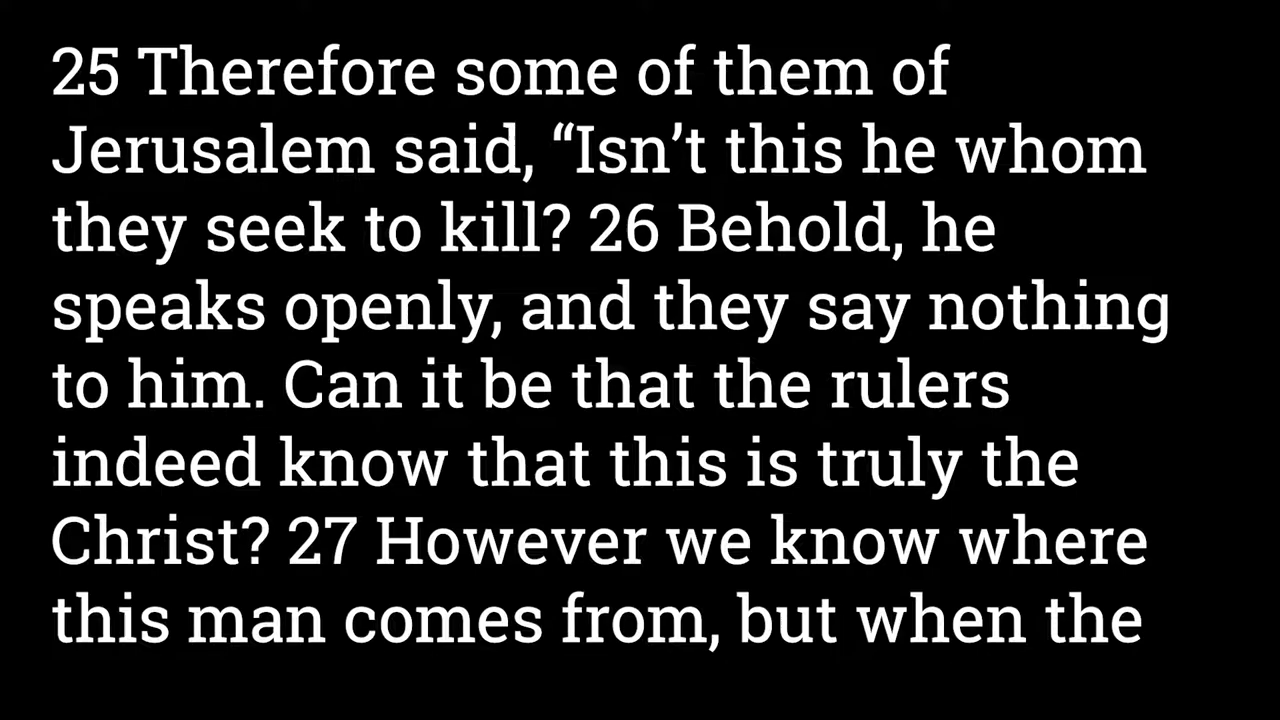 25 Therefore some of them of
Jerusalem said, “Isn’t this he whom
they seek to kill? 26 Behold, he
speaks openly, and they say nothing
to him. Can it be that the rulers
indeed know that this is truly the
Christ? 27 However we know where
this man comes from, but when the